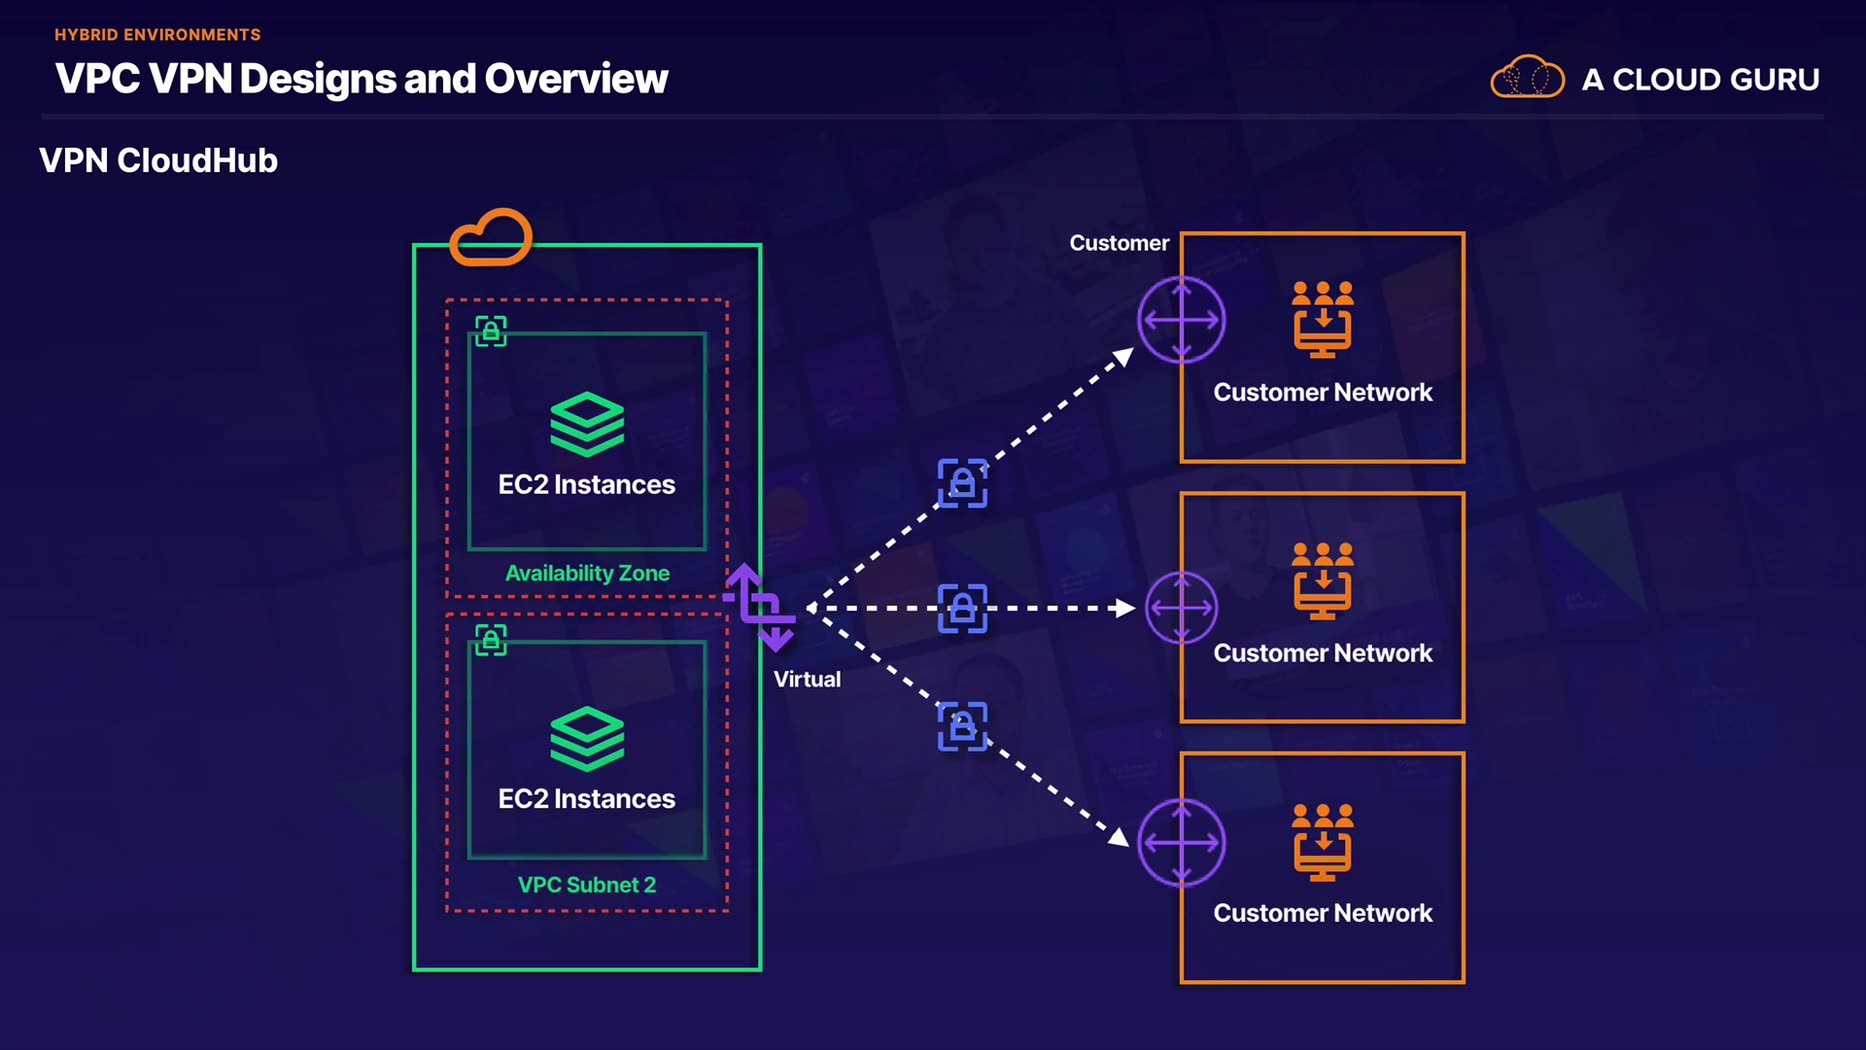 HYBRID ENVIRONMENTS
VPC VPN Designs and Overview
A CLOUD GURU
VPN CloudHub
Customer
Customer Network
EC2 Instances
Availability Zone
Customer Network
Virtual
EC2 Instances
VPC Subnet 2
Customer Network